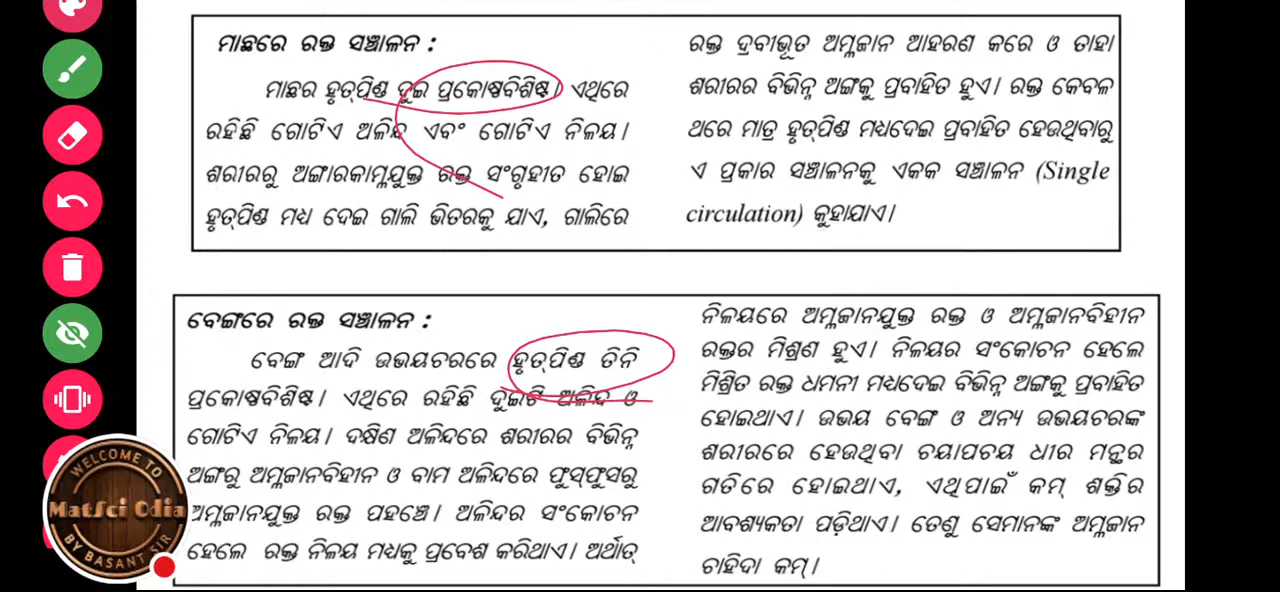 ମାଛରେ ରକ୍ତ ସଞ୍ଚାଳନ :
ମାଛର ହୃତ୍‌ପିଣ୍ଡ ଦୁଇ ପ୍ରକୋଷ୍ଠବିଶିଷ୍ଟ। ଏଥିରେ
ରହିଛି ଗୋଟିଏ ଅଳିନ୍ଦ ଏବଂ ଗୋଟିଏ ନିଳୟ।
ଶରୀରରୁ ଅଙ୍ଗାରକାମ୍ଳଯୁକ୍ତ ରକ୍ତ ସଂଗୃହୀତ ହୋଇ
ହୃତ୍‌ପିଣ୍ଡ ମଧ୍ୟ ଦେଇ ଗାଲି ଭିତରକୁ ଯାଏ, ଗାଲିରେ
ରକ୍ତ ଦ୍ରବୀଭୂତ ଅମ୍ଳଜାନ ଆହରଣ କରେ ଓ ତାହା
ଶରୀରର ବିଭିନ୍ନ ଅଙ୍ଗକୁ ପ୍ରବାହିତ ହୁଏ। ରକ୍ତ କେବଳ
ଥରେ ମାତ୍ର ହୃତ୍‌ପିଣ୍ଡ ମଧ୍ୟଦେଇ ପ୍ରବାହିତ ହେଉଥିବାରୁ
ଏ ପ୍ରକାର ସଞ୍ଚାଳନକୁ ଏକକ ସଞ୍ଚାଳନ (Single
circulation) କୁହାଯାଏ।
ବେଙ୍ଗରେ ରକ୍ତ ସଞ୍ଚାଳନ :
ବେଙ୍ଗ ଆଦି ଉଭୟଚରରେ ହୃତ୍‌ପିଣ୍ଡ ତିନି
ପ୍ରକୋଷ୍ଠବିଶିଷ୍ଟ। ଏଥିରେ ରହିଛି ଦୁଇଟି ଅଳିନ୍ଦ ଓ
ଗୋଟିଏ ନିଳୟ। ଦକ୍ଷିଣ ଅଳିନ୍ଦରେ ଶରୀରର ବିଭିନ୍ନ
ଅଙ୍ଗରୁ ଅମ୍ଳଜାନବିହୀନ ଓ ବାମ ଅଳିନ୍ଦରେ ଫୁସ୍‌ଫୁସରୁ
ଅମ୍ଳଜାନଯୁକ୍ତ ରକ୍ତ ପହଞ୍ଚେ। ଅଳିନ୍ଦର ସଂକୋଚନ
ହେଲେ ରକ୍ତ ନିଳୟ ମଧ୍ୟକୁ ପ୍ରବେଶ କରିଥାଏ। ଅର୍ଥାତ୍
ନିଳୟରେ ଅମ୍ଳଜାନଯୁକ୍ତ ରକ୍ତ ଓ ଅମ୍ଳଜାନବିହୀନ
ରକ୍ତର ମିଶ୍ରଣ ହୁଏ। ନିଳୟର ସଂକୋଚନ ହେଲେ
ମିଶ୍ରିତ ରକ୍ତ ଧମନୀ ମଧ୍ୟଦେଇ ବିଭିନ୍ନ ଅଙ୍ଗକୁ ପ୍ରବାହିତ
ହୋଇଥାଏ। ଉଭୟ ବେଙ୍ଗ ଓ ଅନ୍ୟ ଉଭୟଚରଙ୍କ
ଶରୀରରେ ହେଉଥିବା ଚୟାପଚୟ ଧୀର ମନ୍ଥର
ଗତିରେ ହୋଇଥାଏ, ଏଥିପାଇଁ କମ୍ ଶକ୍ତିର
ଆବଶ୍ୟକତା ପଡ଼ିଥାଏ। ତେଣୁ ସେମାନଙ୍କ ଅମ୍ଳଜାନ
ଚାହିଦା କମ୍।
WELCOME TO
MatSci Odia
BY BASANT SIR